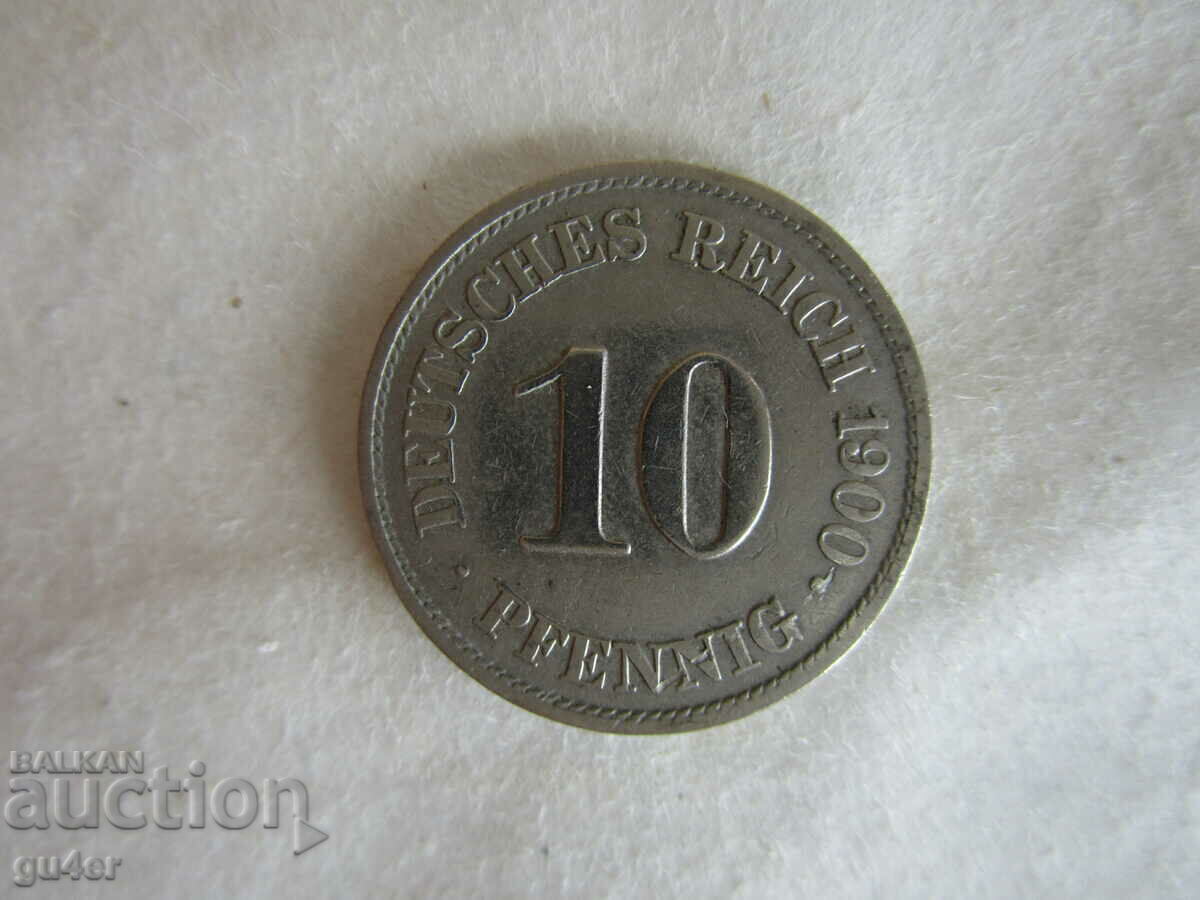 DEUTSCHES REICH 1900
10
PFENNIG
BALKAN
auction
gu4er